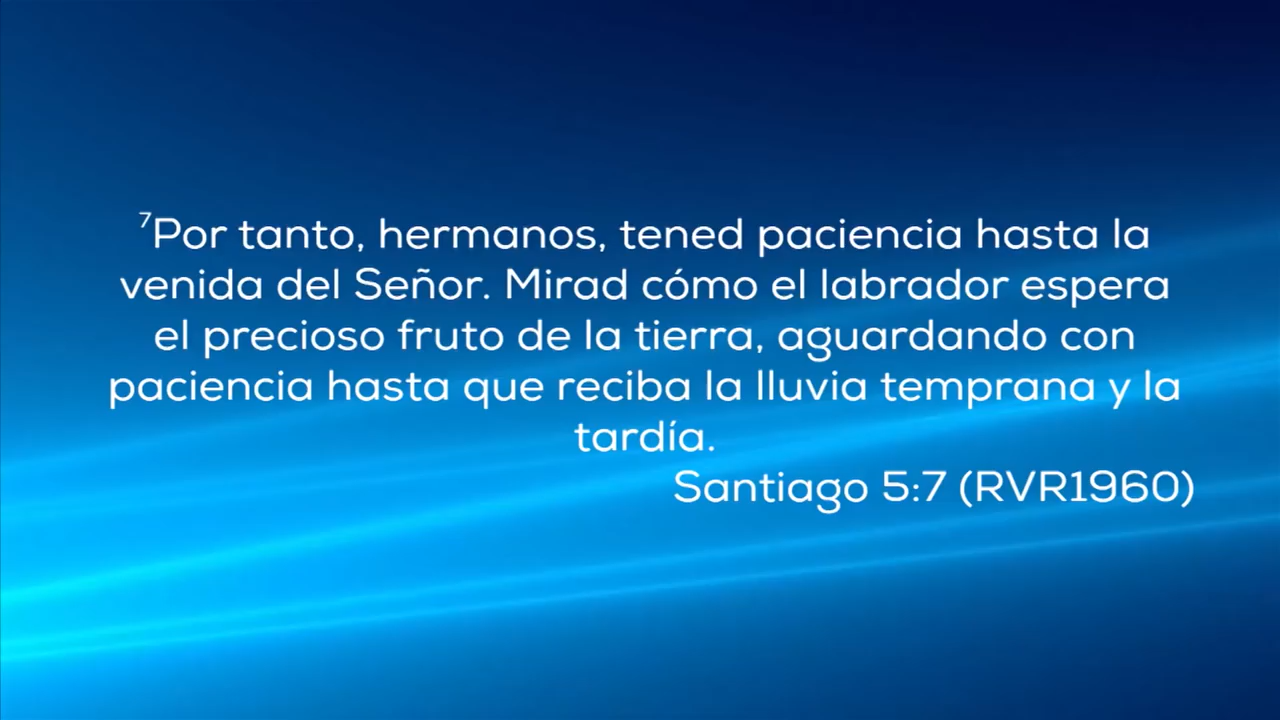 ⁷Por tanto, hermanos, tened paciencia hasta la
venida del Señor. Mirad cómo el labrador espera
el precioso fruto de la tierra, aguardando con
paciencia hasta que reciba la lluvia temprana y la
tardía.
Santiago 5:7 (RVR1960)